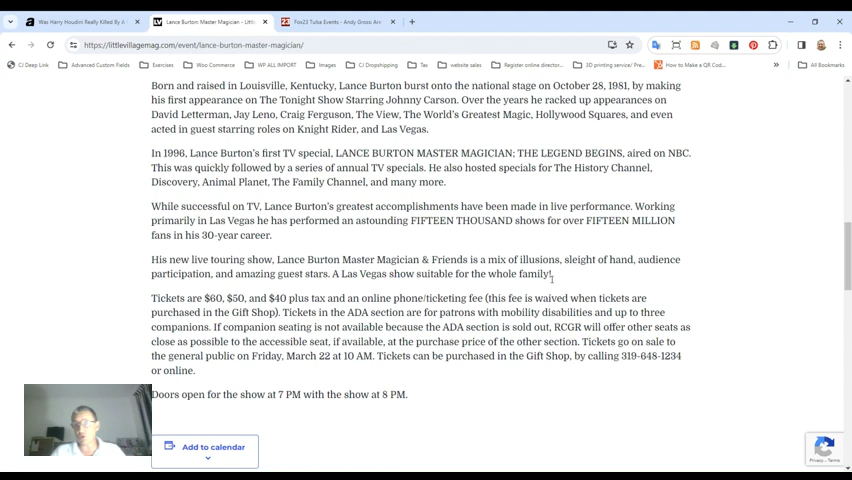 Was Harry Houdini Really Killed By A
Lance Burton: Master Magician - Littl
Fox23 Tulsa Events - Andy Gross: Are
https://littlevillagemag.com/event/lance-burton-master-magician/
CJ Deep Link
Advanced Custom Fields
Exercises
Woo Commerce
WP ALL IMPORT
Images
CJ Dropshipping
Tax
website sales
Register online director...
3D printing service/ Pre...
How to Make a QR Cod...
All Bookmarks
Born and raised in Louisville, Kentucky, Lance Burton burst onto the national stage on October 28, 1981, by making
his first appearance on The Tonight Show Starring Johnny Carson. Over the years he racked up appearances on
David Letterman, Jay Leno, Craig Ferguson, The View, The World's Greatest Magic, Hollywood Squares, and even
acted in guest starring roles on Knight Rider, and Las Vegas.
In 1996, Lance Burton's first TV special, LANCE BURTON MASTER MAGICIAN; THE LEGEND BEGINS, aired on NBC.
This was quickly followed by a series of annual TV specials. He also hosted specials for The History Channel,
Discovery, Animal Planet, The Family Channel, and many more.
While successful on TV, Lance Burton's greatest accomplishments have been made in live performance. Working
primarily in Las Vegas he has performed an astounding FIFTEEN THOUSAND shows for over FIFTEEN MILLION
fans in his 30-year career.
His new live touring show, Lance Burton Master Magician & Friends is a mix of illusions, sleight of hand, audience
participation, and amazing guest stars. A Las Vegas show suitable for the whole family!
Tickets are $60, $50, and $40 plus tax and an online phone/ticketing fee (this fee is waived when tickets are
purchased in the Gift Shop). Tickets in the ADA section are for patrons with mobility disabilities and up to three
companions. If companion seating is not available because the ADA section is sold out, RCGR will offer other seats as
close as possible to the accessible seat, if available, at the purchase price of the other section. Tickets go on sale to
the general public on Friday, March 22 at 10 AM. Tickets can be purchased in the Gift Shop, by calling 319-648-1234
or online.
Doors open for the show at 7 PM with the show at 8 PM.
Add to calendar
Privacy - Terms